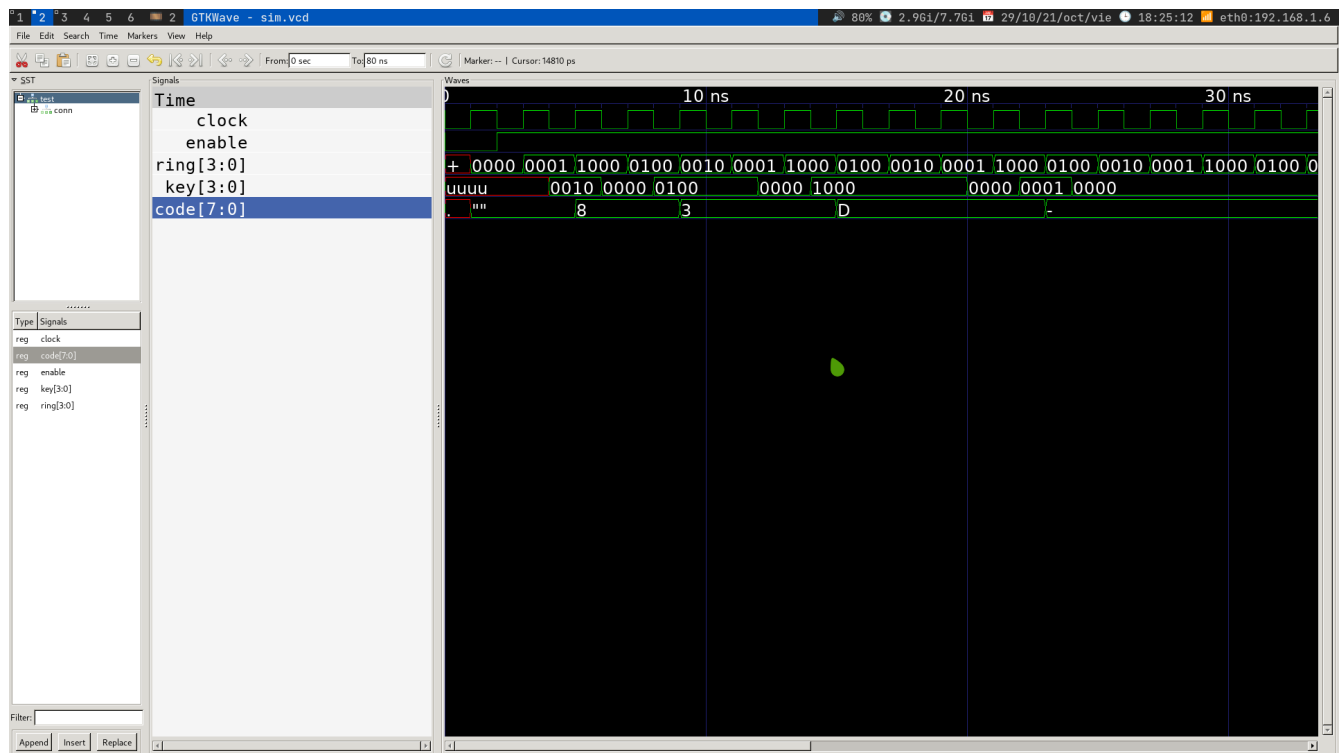 1 2 3 4 5 6 2 GTKWave - sim.vcd 80% 2.9Gi/7.7Gi 29/10/21/oct/vie 18:25:12 eth0:192.168.1.6
File Edit Search Time Markers View Help
From: 0 sec To: 80 ns Marker: -- | Cursor: 14810 ps
SST
test
conn
Type Signals
reg clock
reg code[7:0]
reg enable
reg key[3:0]
reg ring[3:0]
Filter:
Append Insert Replace
Signals
Time
clock
enable
ring[3:0]
key[3:0]
code[7:0]
Waves
0 10 ns 20 ns 30 ns
+ 0000 0001 1000 0100 0010 0001 1000 0100 0010 0001 1000 0100 0010 0001 1000 0100 0
uuuu 0010 0000 0100 0000 1000 0000 0001 0000
. "" 8 3 D -